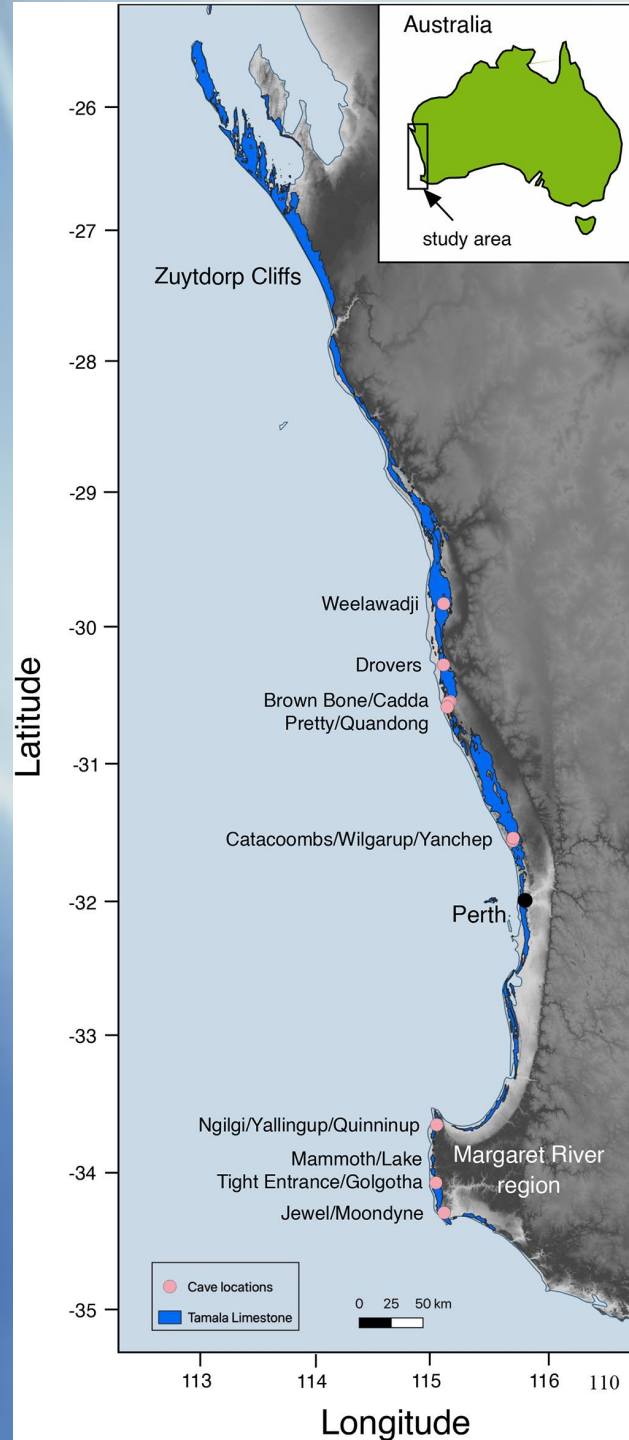 Australia
study area
-26
-27
Zuytdorp Cliffs
-28
-29
Weelawadji
-30
Drovers
Brown Bone/Cadda
Pretty/Quandong
-31
Catacoombs/Wilgarup/Yanchep
-32
Perth
-33
Ngilgi/Yallingup/Quinninup
Mammoth/Lake
Margaret River
-34
Tight Entrance/Golgotha
region
Jewel/Moondyne
Cave locations
Tamala Limestone
0 25 50 km
-35
Latitude
113 114 115 116 110
Longitude